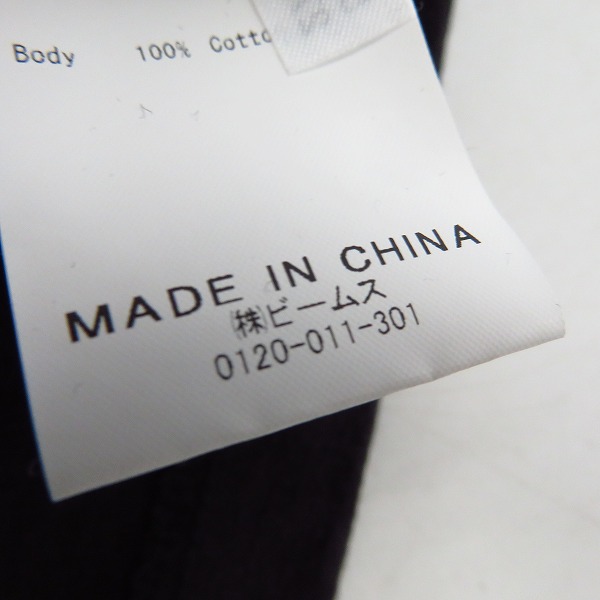 Body 100% Cotto
MADE IN CHINA
㈱ビームス
0120-011-301